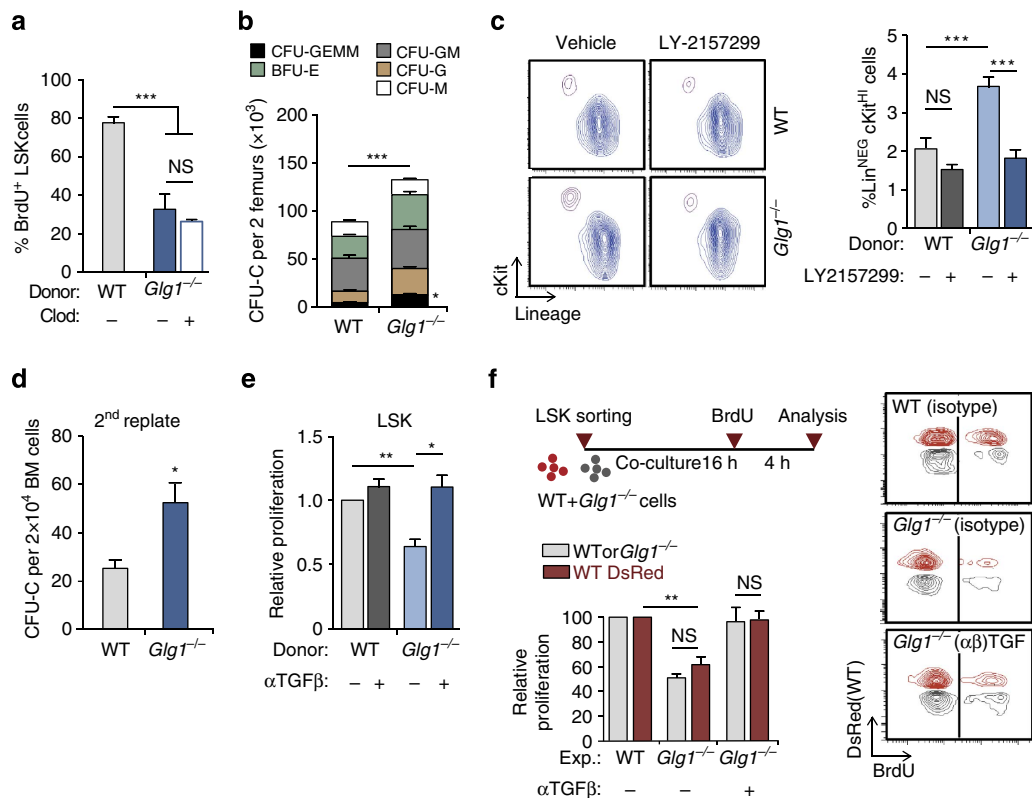 a
% BrdU⁺ LSKcells
100
80
60
40
20
0
***
NS
Donor: WT Glg1⁻/⁻
Clod: – – +
b
CFU-GEMM
BFU-E
CFU-GM
CFU-G
CFU-M
CFU-C per 2 femurs (×10³)
200
150
100
50
0
***
*
WT Glg1⁻/⁻
c
Vehicle LY-2157299
WT
Glg1⁻/⁻
cKit
Lineage
%Linᴺᴱᴳ cKitᴴᴵ cells
5
4
3
2
1
0
***
***
NS
Donor: WT Glg1⁻/⁻
LY2157299: – + – +
d
2ⁿᵈ replate
CFU-C per 2×10⁴ BM cells
80
60
40
20
0
*
WT Glg1⁻/⁻
e
LSK
Relative proliferation
1.5
1.0
0.5
0
**
*
Donor: WT Glg1⁻/⁻
αTGFβ: – + – +
f
LSK sorting BrdU Analysis
Co-culture16 h 4 h
WT+Glg1⁻/⁻ cells
WTorGlg1⁻/⁻
WT DsRed
Relative
proliferation
100
80
60
40
20
0
**
NS
NS
Exp.: WT Glg1⁻/⁻ Glg1⁻/⁻
αTGFβ: – – +
WT (isotype)
Glg1⁻/⁻ (isotype)
Glg1⁻/⁻ (αβ)TGF
DsRed(WT)
BrdU